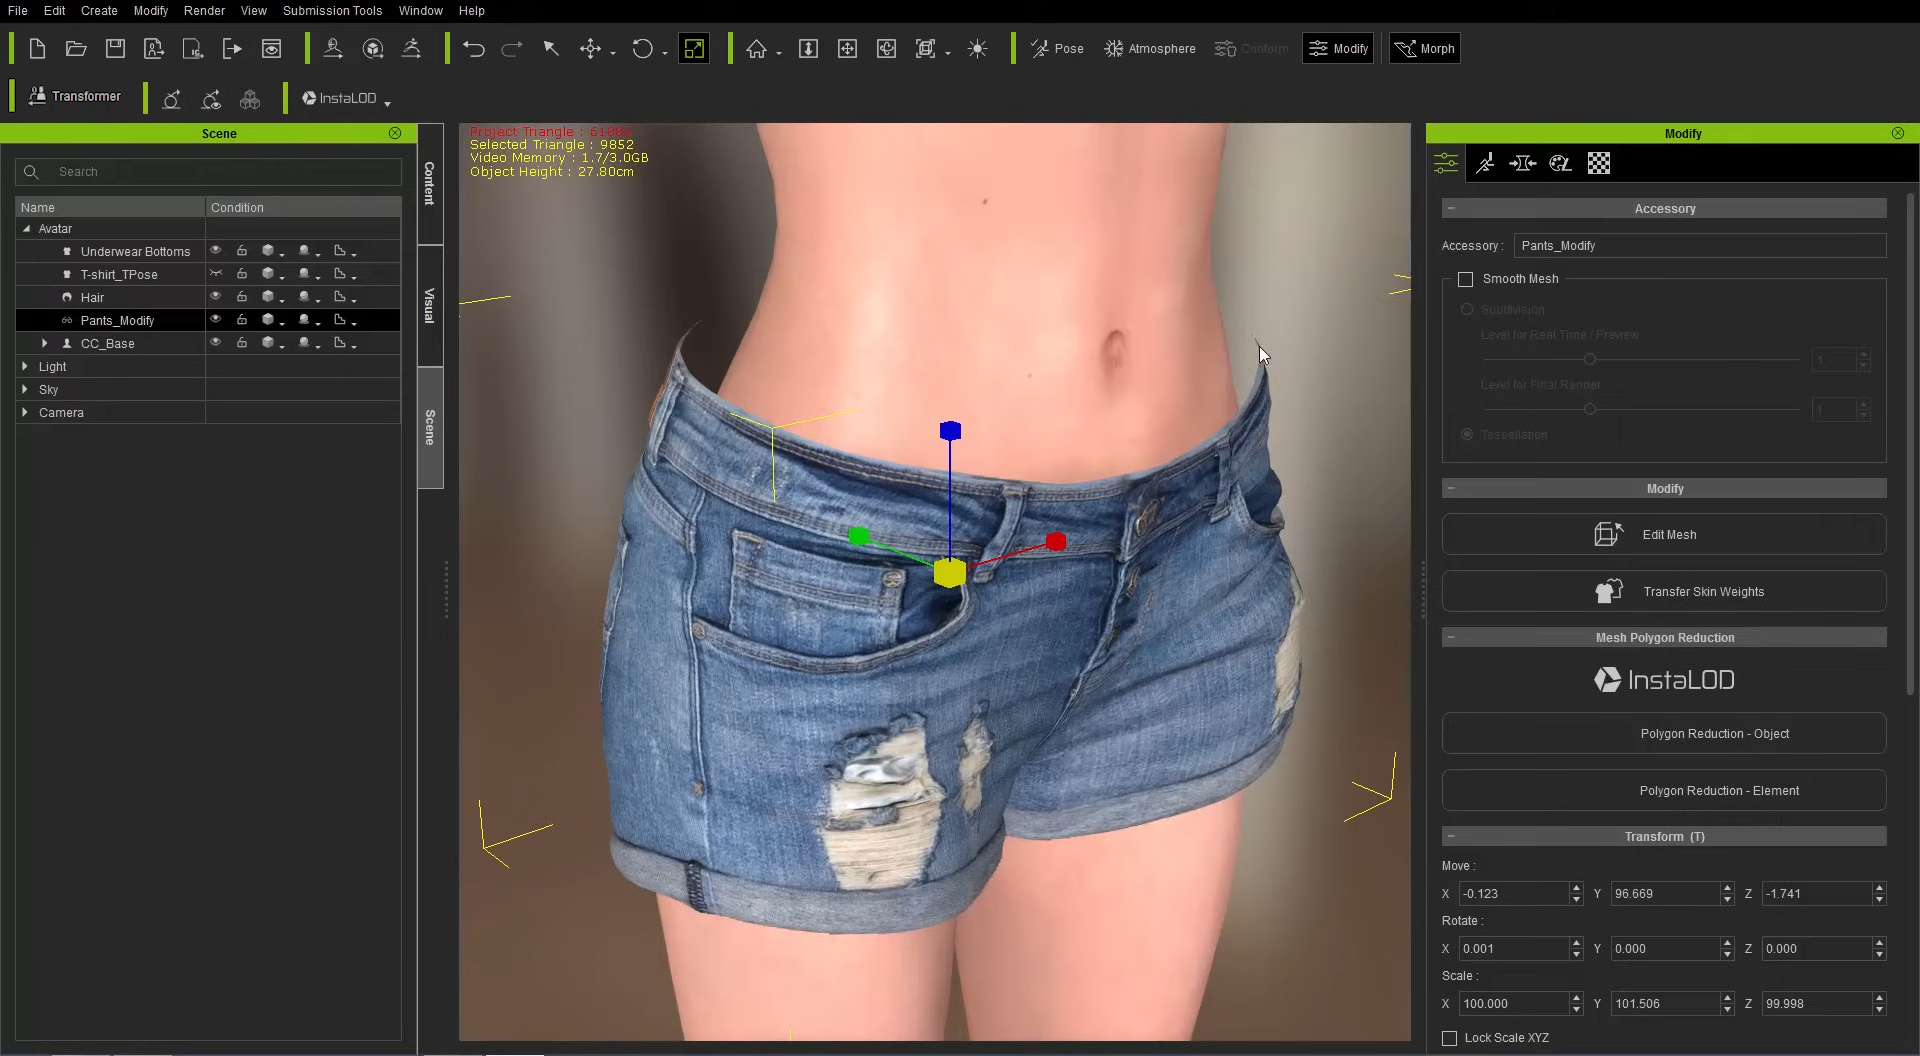 File Edit Create Modify Render View Submission Tools Window Help
Pose Atmosphere Conform Modify Morph
Transformer InstaLOD
Scene
Search
Name Condition
Avatar
Underwear Bottoms
T-shirt_TPose
Hair
Pants_Modify
CC_Base
Light
Sky
Camera
Content
Visual
Scene
Project Triangle :
Selected Triangle : 9852
Video Memory : 1.7/3.0GB
Object Height : 27.80cm
Modify
Accessory
Accessory : Pants_Modify
Smooth Mesh
Subdivision
Level for Real Time / Preview
1
Level for Final Render
1
Tessellation
Modify
Edit Mesh
Transfer Skin Weights
Mesh Polygon Reduction
InstaLOD
Polygon Reduction - Object
Polygon Reduction - Element
Transform (T)
Move :
X -0.123 Y 96.669 Z -1.741
Rotate :
X 0.001 Y 0.000 Z 0.000
Scale :
X 100.000 Y 101.506 Z 99.998
Lock Scale XYZ